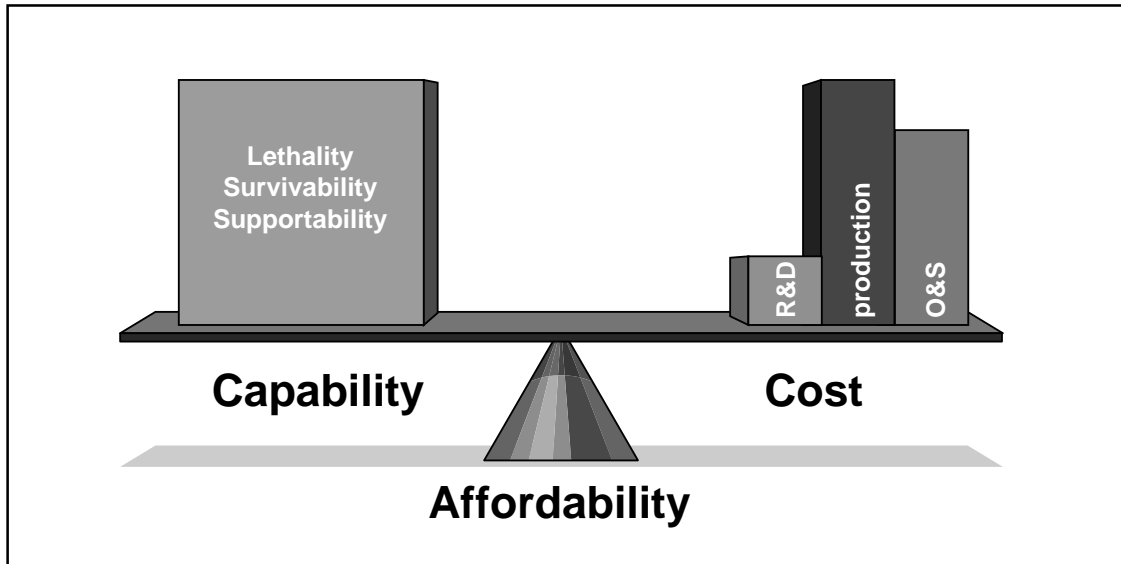 Lethality
Survivability
Supportability
R&D
production
O&S
Capability
Cost
Affordability